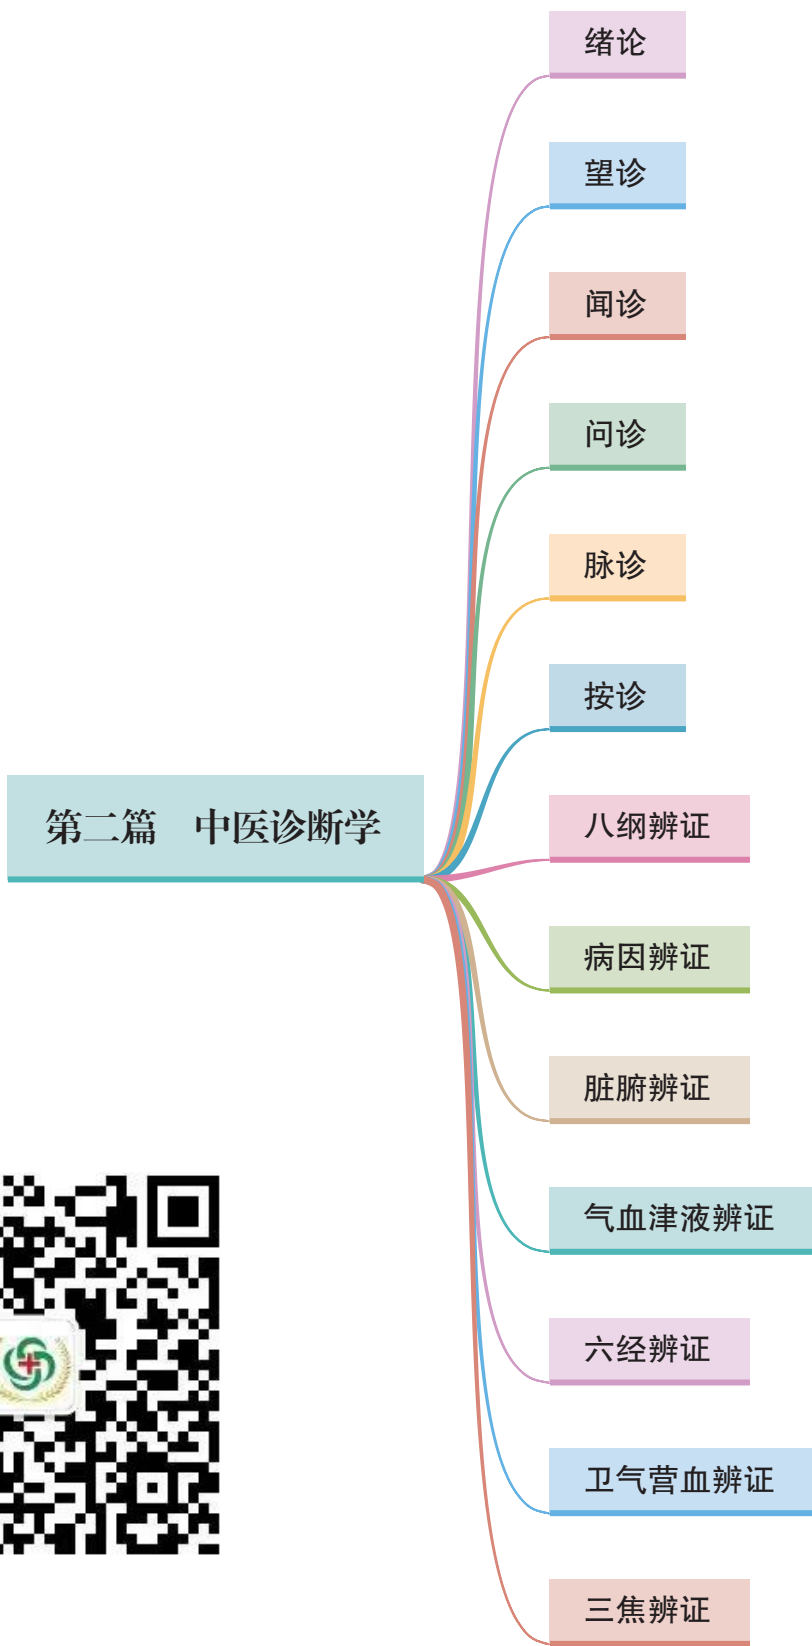 绪论
望诊
闻诊
问诊
脉诊
按诊
第二篇　中医诊断学
八纲辨证
病因辨证
脏腑辨证
气血津液辨证
六经辨证
卫气营血辨证
三焦辨证